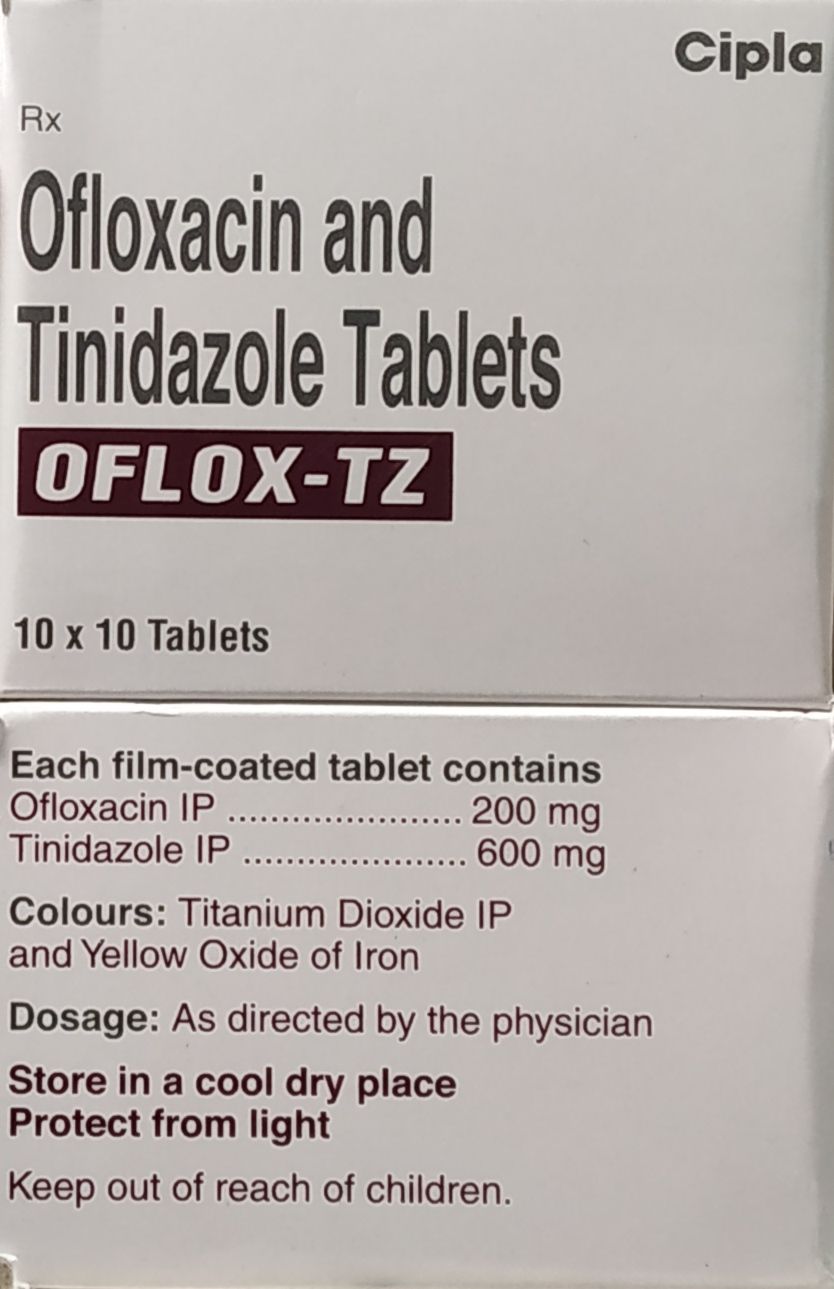 Cipla
Rx
Ofloxacin and
Tinidazole Tablets
OFLOX-TZ
10 x 10 Tablets
Each film-coated tablet contains
Ofloxacin IP ...................... 200 mg
Tinidazole IP ..................... 600 mg
Colours: Titanium Dioxide IP
and Yellow Oxide of Iron
Dosage: As directed by the physician
Store in a cool dry place
Protect from light
Keep out of reach of children.